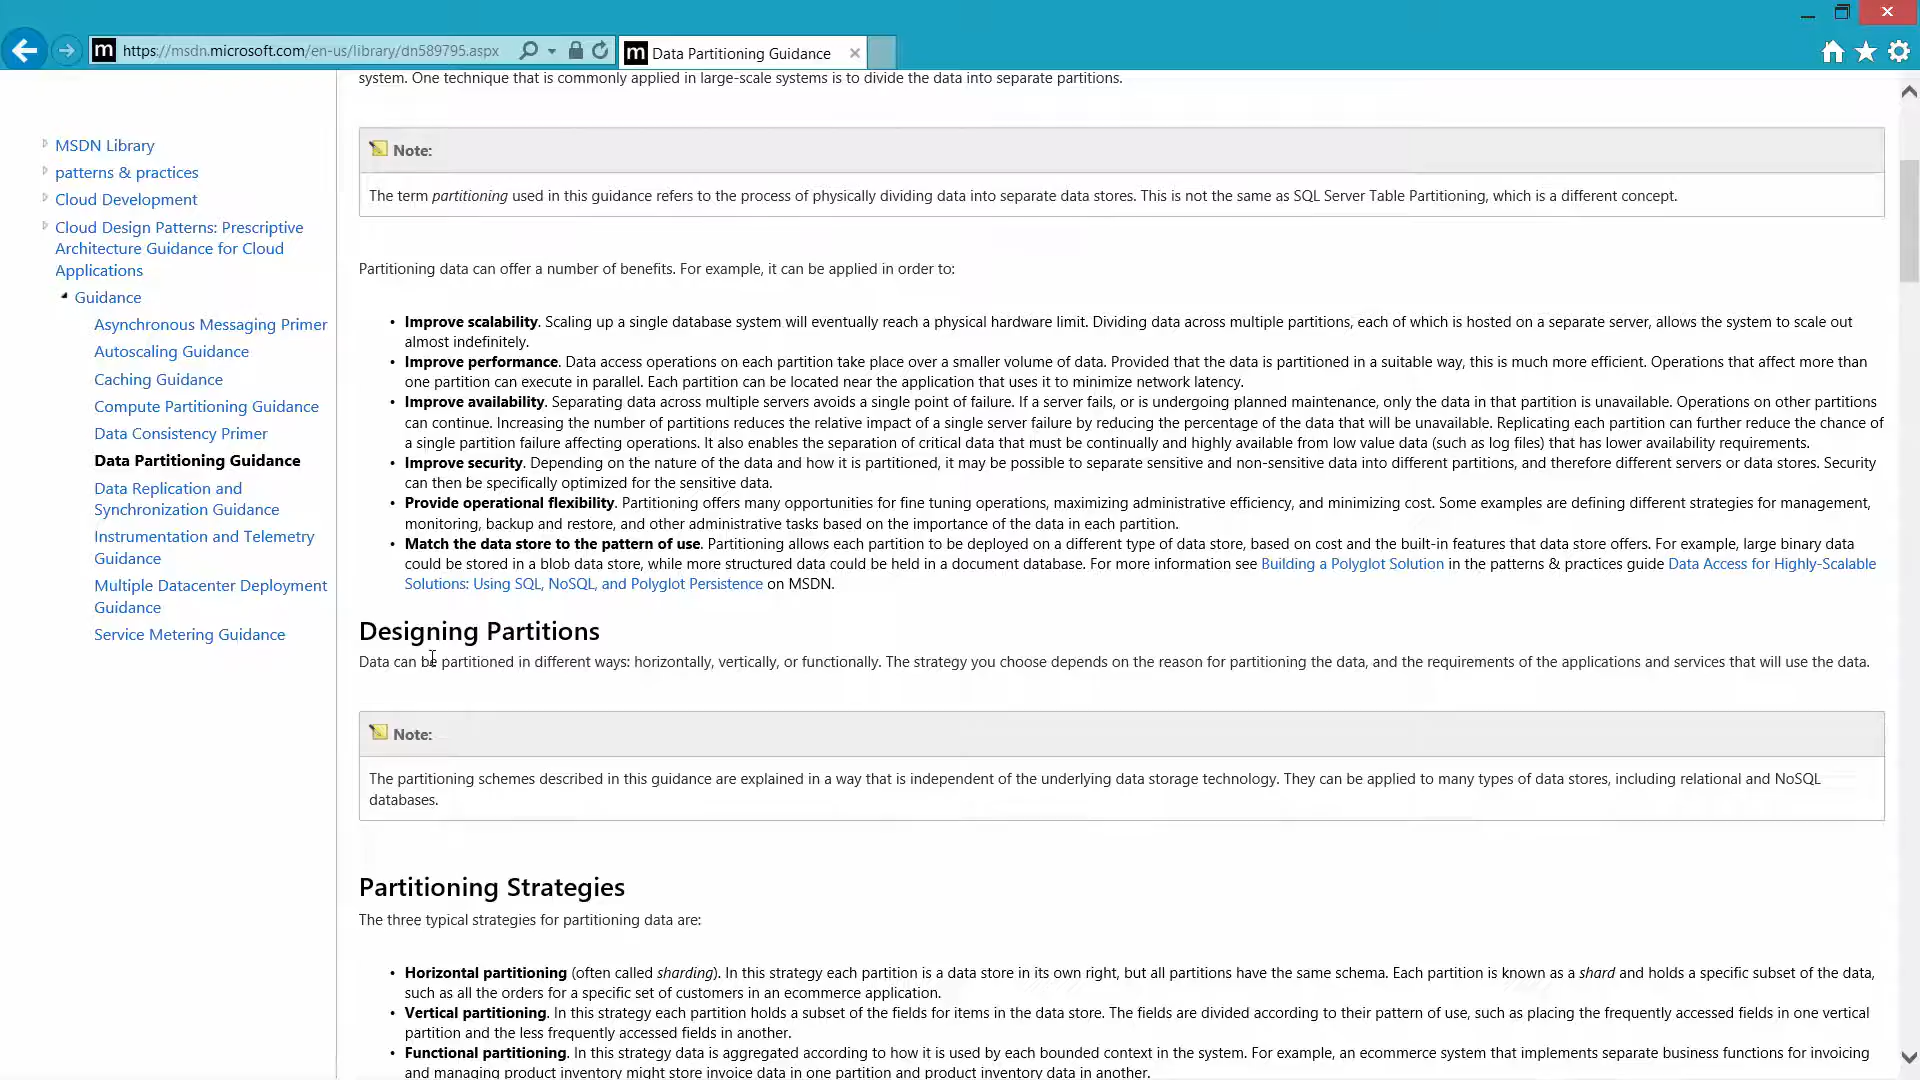 m https://msdn.microsoft.com/en-us/library/dn589795.aspx
m Data Partitioning Guidance
MSDN Library
patterns & practices
Cloud Development
Cloud Design Patterns: Prescriptive
Architecture Guidance for Cloud
Applications
Guidance
Asynchronous Messaging Primer
Autoscaling Guidance
Caching Guidance
Compute Partitioning Guidance
Data Consistency Primer
Data Partitioning Guidance
Data Replication and
Synchronization Guidance
Instrumentation and Telemetry
Guidance
Multiple Datacenter Deployment
Guidance
Service Metering Guidance
system. One technique that is commonly applied in large-scale systems is to divide the data into separate partitions.
Note:
The term partitioning used in this guidance refers to the process of physically dividing data into separate data stores. This is not the same as SQL Server Table Partitioning, which is a different concept.
Partitioning data can offer a number of benefits. For example, it can be applied in order to:
• Improve scalability. Scaling up a single database system will eventually reach a physical hardware limit. Dividing data across multiple partitions, each of which is hosted on a separate server, allows the system to scale out
almost indefinitely.
• Improve performance. Data access operations on each partition take place over a smaller volume of data. Provided that the data is partitioned in a suitable way, this is much more efficient. Operations that affect more than
one partition can execute in parallel. Each partition can be located near the application that uses it to minimize network latency.
• Improve availability. Separating data across multiple servers avoids a single point of failure. If a server fails, or is undergoing planned maintenance, only the data in that partition is unavailable. Operations on other partitions
can continue. Increasing the number of partitions reduces the relative impact of a single server failure by reducing the percentage of the data that will be unavailable. Replicating each partition can further reduce the chance of
a single partition failure affecting operations. It also enables the separation of critical data that must be continually and highly available from low value data (such as log files) that has lower availability requirements.
• Improve security. Depending on the nature of the data and how it is partitioned, it may be possible to separate sensitive and non-sensitive data into different partitions, and therefore different servers or data stores. Security
can then be specifically optimized for the sensitive data.
• Provide operational flexibility. Partitioning offers many opportunities for fine tuning operations, maximizing administrative efficiency, and minimizing cost. Some examples are defining different strategies for management,
monitoring, backup and restore, and other administrative tasks based on the importance of the data in each partition.
• Match the data store to the pattern of use. Partitioning allows each partition to be deployed on a different type of data store, based on cost and the built-in features that data store offers. For example, large binary data
could be stored in a blob data store, while more structured data could be held in a document database. For more information see Building a Polyglot Solution in the patterns & practices guide Data Access for Highly-Scalable
Solutions: Using SQL, NoSQL, and Polyglot Persistence on MSDN.
Designing Partitions
Data can be partitioned in different ways: horizontally, vertically, or functionally. The strategy you choose depends on the reason for partitioning the data, and the requirements of the applications and services that will use the data.
Note:
The partitioning schemes described in this guidance are explained in a way that is independent of the underlying data storage technology. They can be applied to many types of data stores, including relational and NoSQL
databases.
Partitioning Strategies
The three typical strategies for partitioning data are:
• Horizontal partitioning (often called sharding). In this strategy each partition is a data store in its own right, but all partitions have the same schema. Each partition is known as a shard and holds a specific subset of the data,
such as all the orders for a specific set of customers in an ecommerce application.
• Vertical partitioning. In this strategy each partition holds a subset of the fields for items in the data store. The fields are divided according to their pattern of use, such as placing the frequently accessed fields in one vertical
partition and the less frequently accessed fields in another.
• Functional partitioning. In this strategy data is aggregated according to how it is used by each bounded context in the system. For example, an ecommerce system that implements separate business functions for invoicing
and managing product inventory might store invoice data in one partition and product inventory data in another.